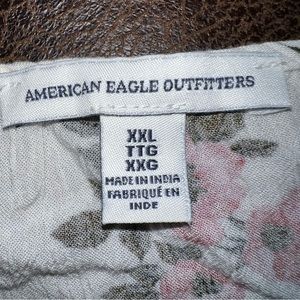 AMERICAN EAGLE OUTFITTERS
XXL
TTG
XXG
MADE IN INDIA
FABRIQUÉ EN
INDE